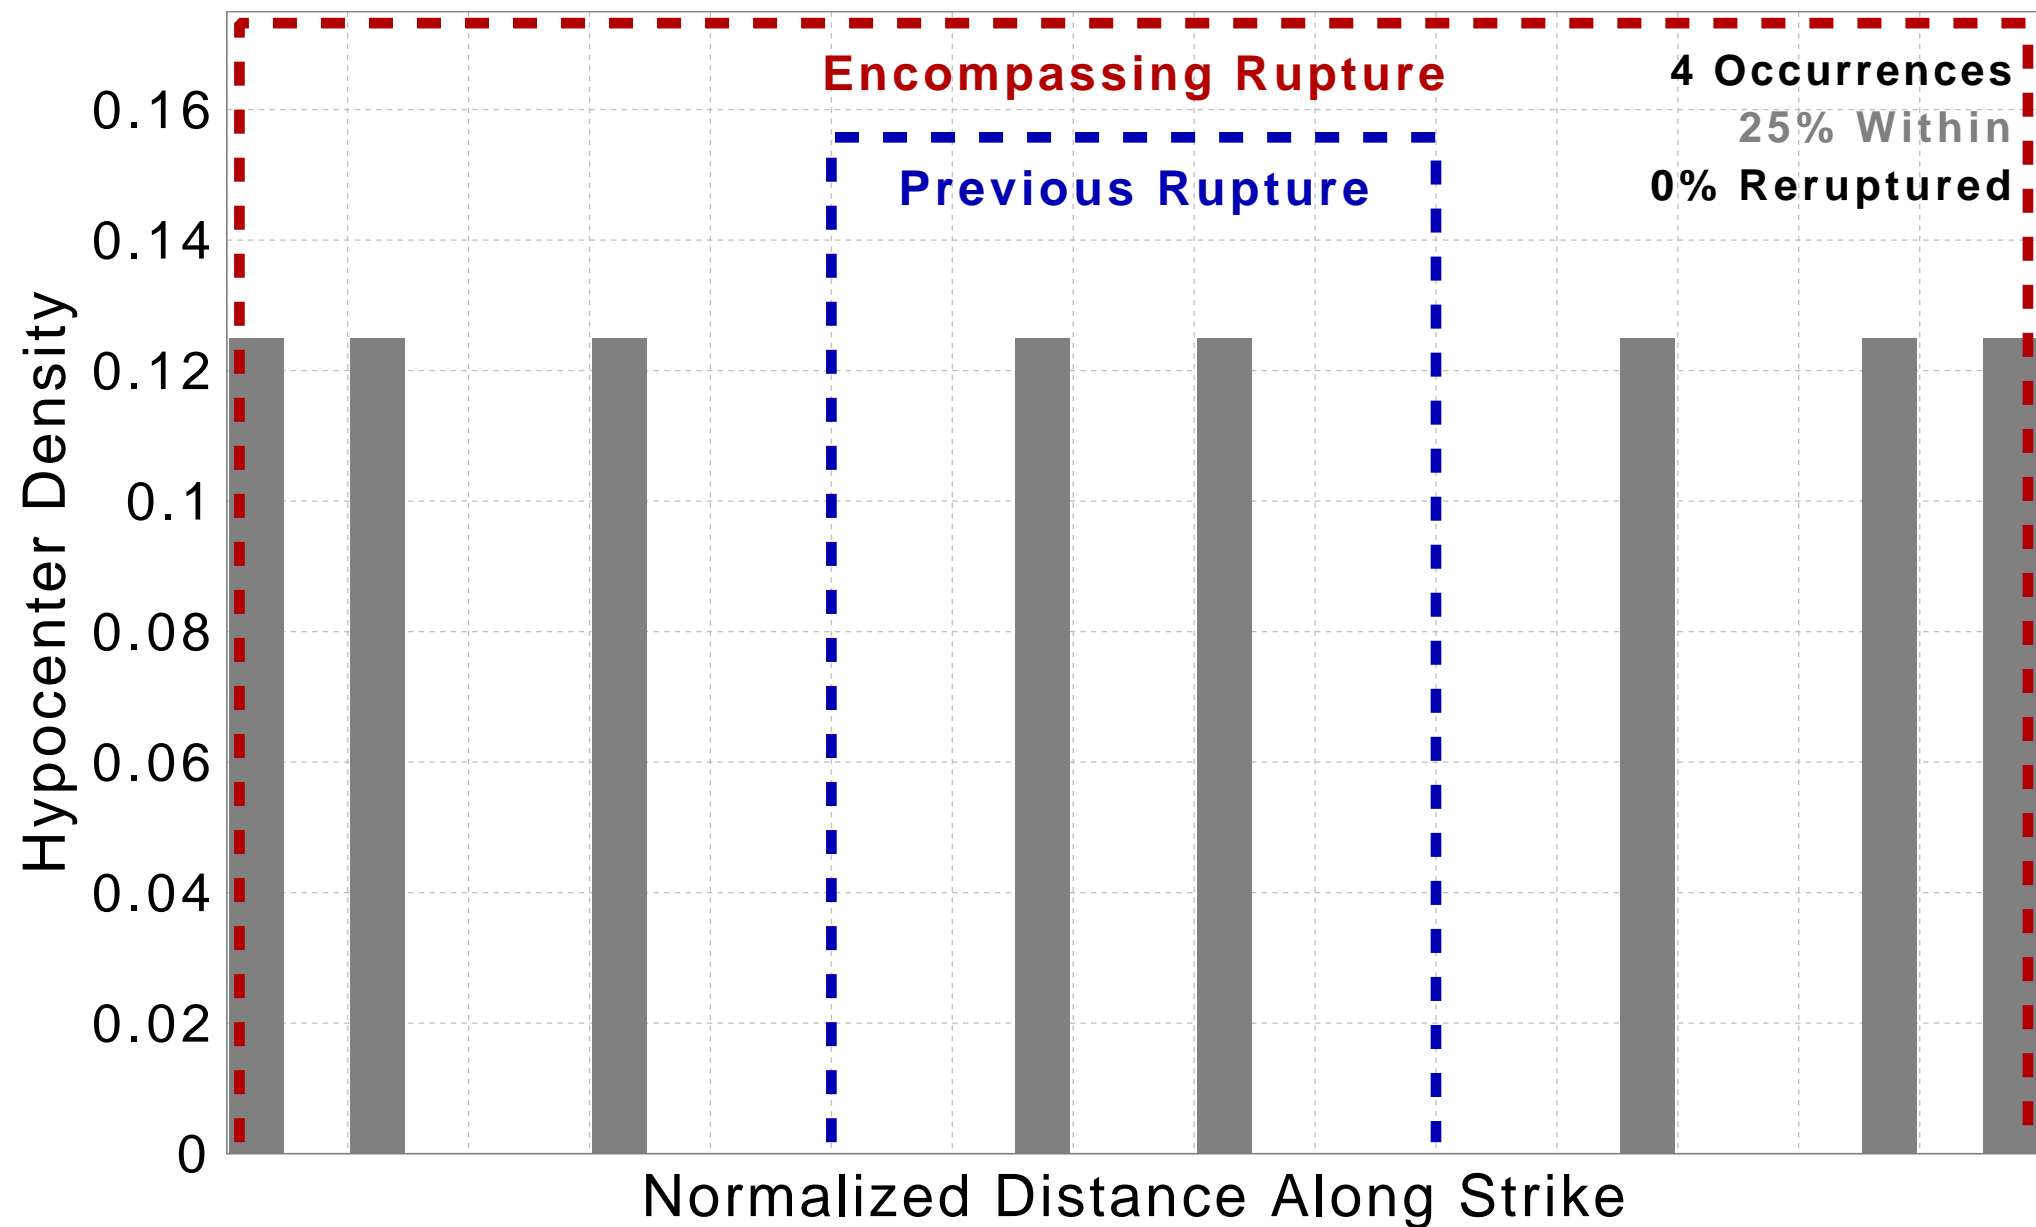 Encompassing Rupture
4 Occurrences
25% Within
0% Reruptured
Previous Rupture
0.16
0.14
0.12
0.1
0.08
0.06
0.04
0.02
0
Hypocenter Density
Normalized Distance Along Strike